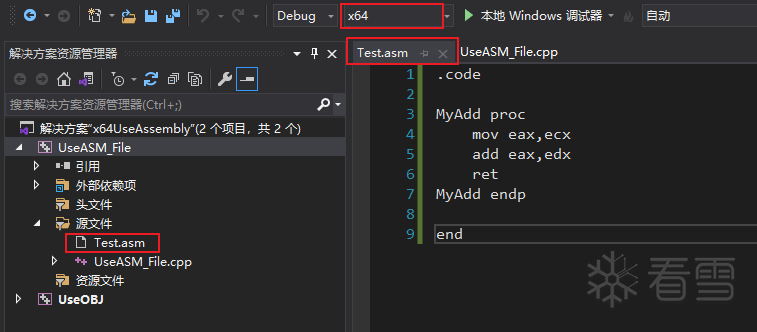 Debug x64 本地 Windows 调试器 自动
解决方案资源管理器
Test.asm UseASM_File.cpp
搜索解决方案资源管理器(Ctrl+;)
解决方案"x64UseAssembly"(2 个项目，共 2 个)
UseASM_File
引用
外部依赖项
头文件
源文件
Test.asm
UseASM_File.cpp
资源文件
UseOBJ
1 .code
2
3 MyAdd proc
4 mov eax,ecx
5 add eax,edx
6 ret
7 MyAdd endp
8
9 end
看雪